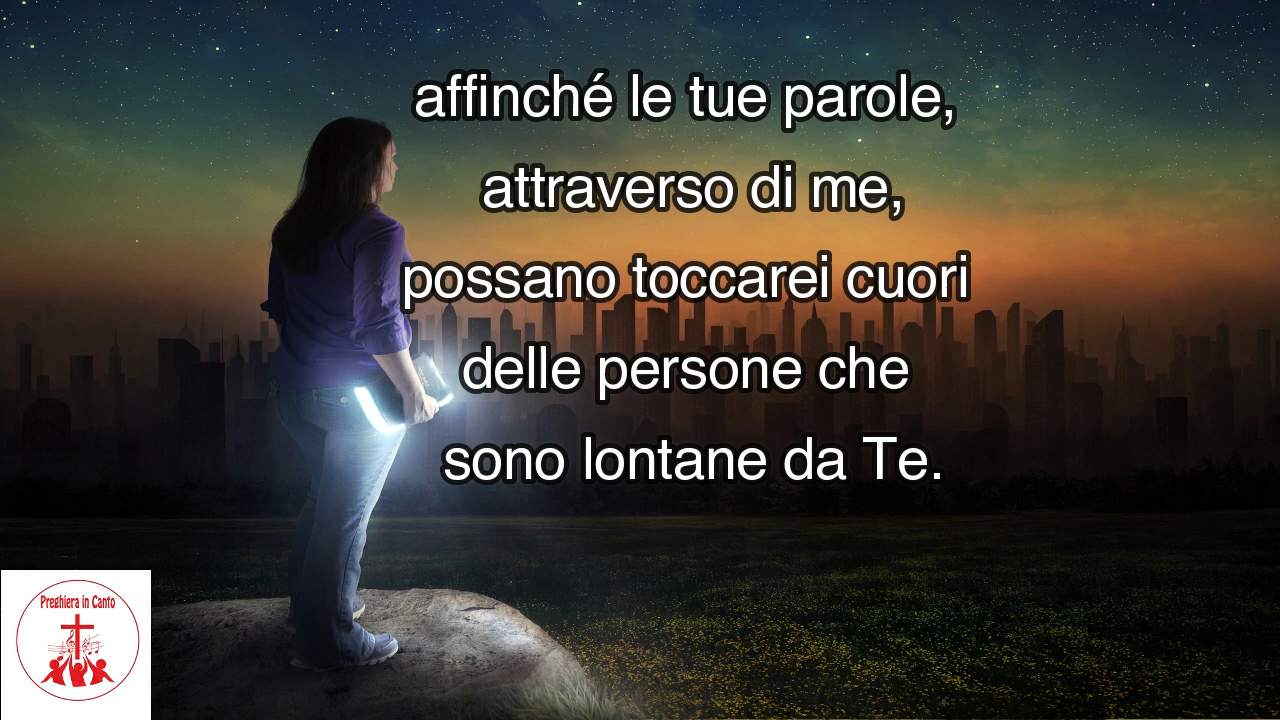 affinché le tue parole,
attraverso di me,
possano toccarei cuori
delle persone che
sono lontane da Te.
Preghiera in Canto